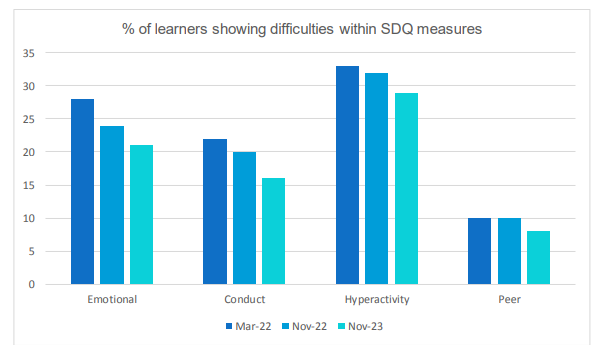 % of learners showing difficulties within SDQ measures
35
30
25
20
15
10
5
0
Emotional Conduct Hyperactivity Peer
Mar-22 Nov-22 Nov-23